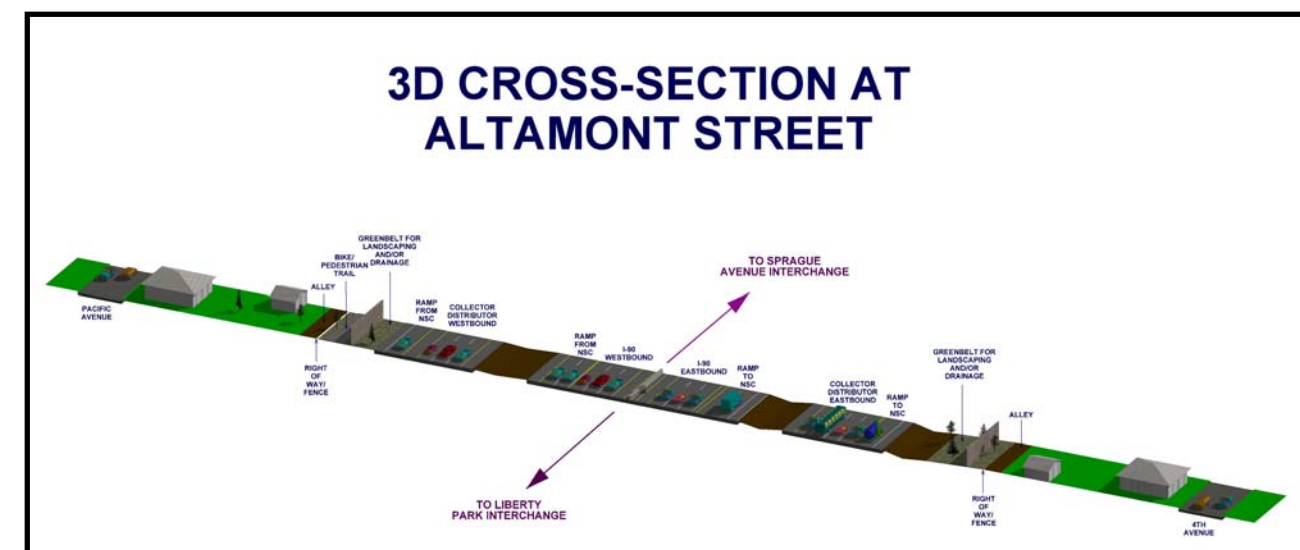 3D CROSS-SECTION AT
ALTAMONT STREET
PACIFIC
AVENUE
ALLEY
RIGHT
OF
WAY/
FENCE
BIKE/
PEDESTRIAN
TRAIL
GREENBELT FOR
LANDSCAPING
AND/OR
DRAINAGE
RAMP
FROM
NSC
COLLECTOR
DISTRIBUTOR
WESTBOUND
RAMP
FROM
NSC
I-90
WESTBOUND
TO SPRAGUE
AVENUE INTERCHANGE
TO LIBERTY
PARK INTERCHANGE
I-90
EASTBOUND
RAMP
TO
NSC
COLLECTOR
DISTRIBUTOR
EASTBOUND
RAMP
TO
NSC
GREENBELT FOR
LANDSCAPING
AND/OR
DRAINAGE
ALLEY
RIGHT
OF
WAY/
FENCE
4TH
AVENUE